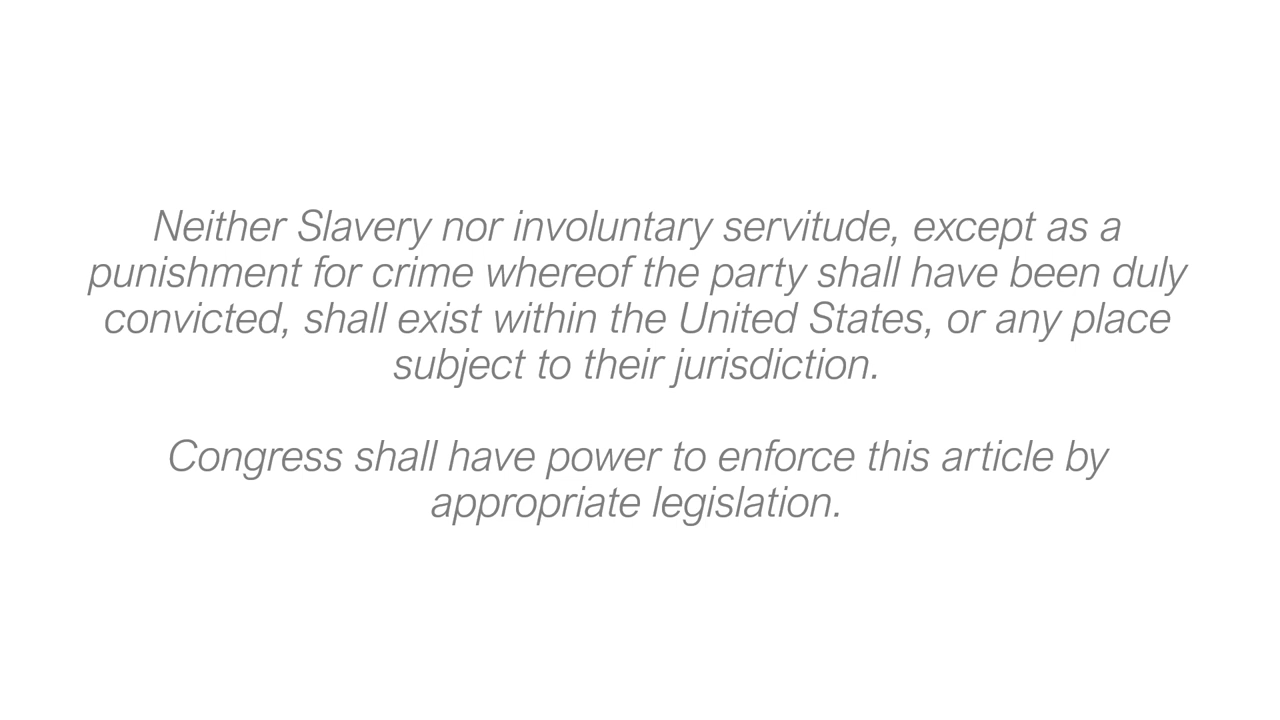 Neither Slavery nor involuntary servitude, except as a
punishment for crime whereof the party shall have been duly
convicted, shall exist within the United States, or any place
subject to their jurisdiction.
Congress shall have power to enforce this article by
appropriate legislation.